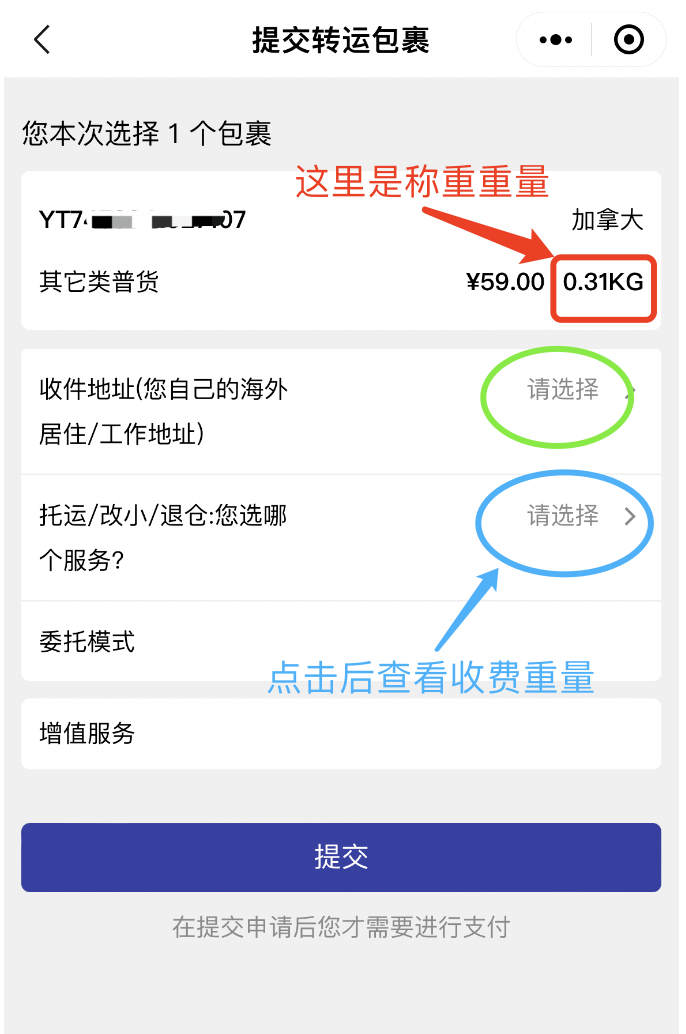 提交转运包裹
您本次选择 1 个包裹
这里是称重重量
加拿大
其它类普货 ¥59.00 0.31KG
收件地址(您自己的海外
居住/工作地址)
请选择
托运/改小/退仓:您选哪
个服务?
请选择
委托模式
点击后查看收费重量
增值服务
提交
在提交申请后您才需要进行支付